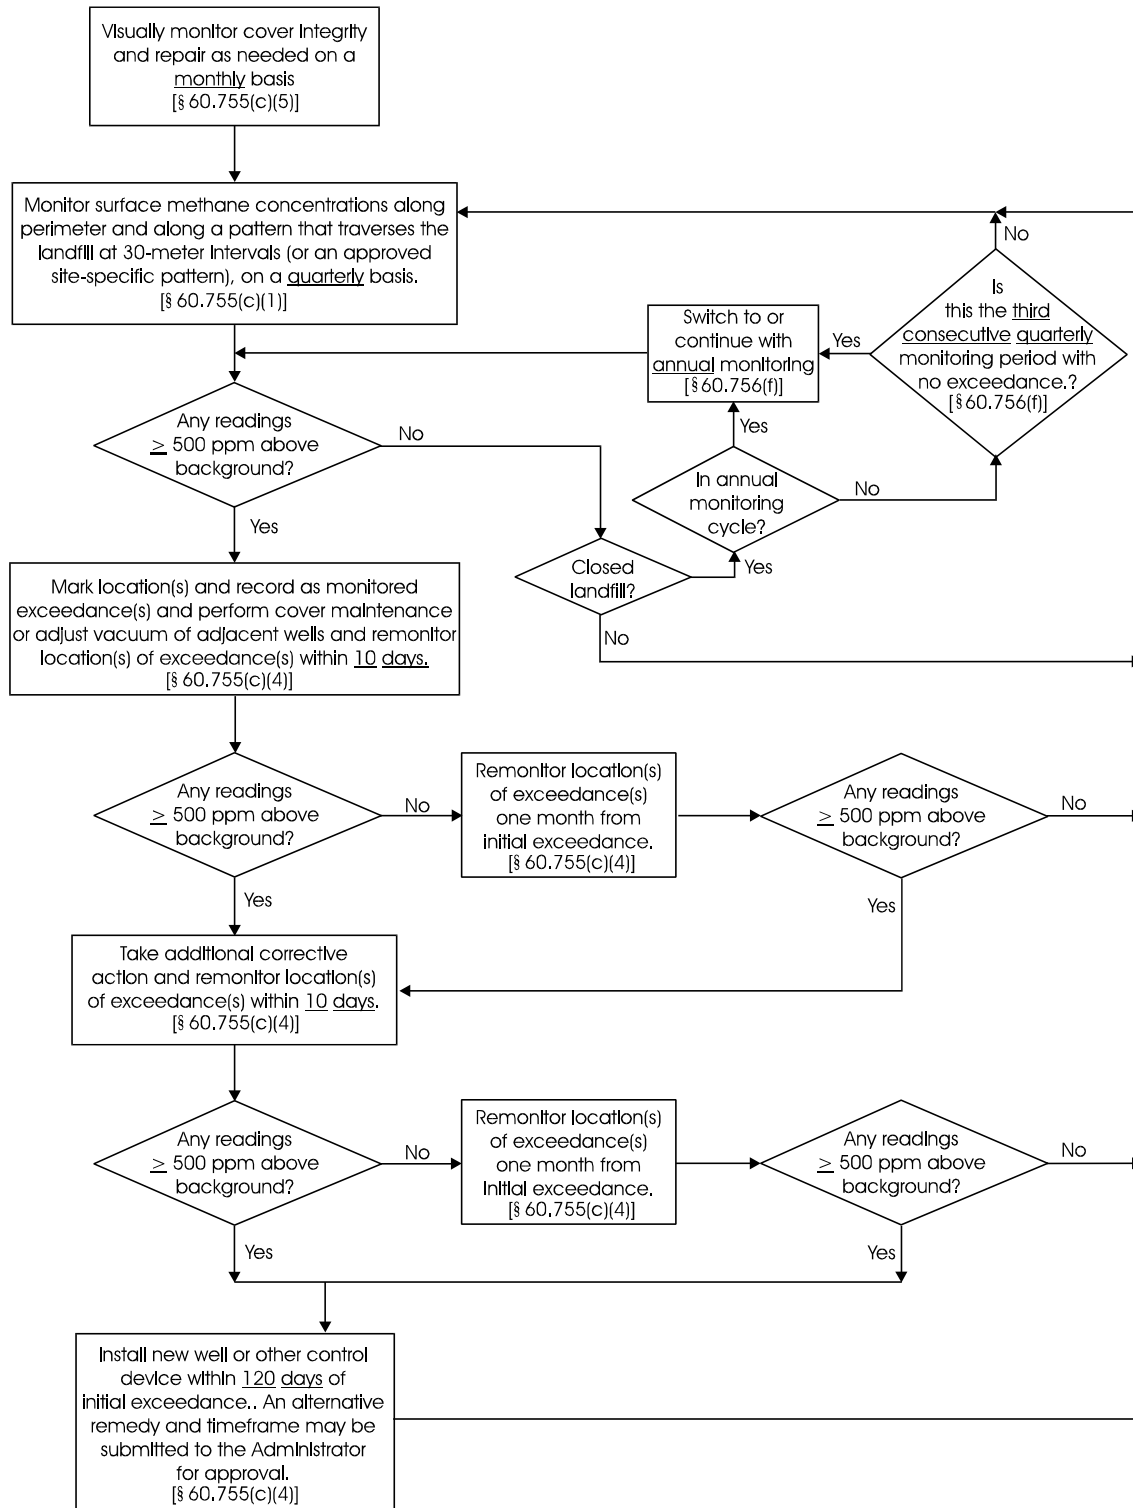 Visually monitor cover integrity
and repair as needed on a
monthly basis
[§ 60.755(c)(5)]
Monitor surface methane concentrations along
perimeter and along a pattern that traverses the
landfill at 30-meter intervals (or an approved
site-specific pattern), on a quarterly basis.
[§ 60.755(c)(1)]
No
Is
this the third
consecutive quarterly
monitoring period with
no exceedance.?
[§ 60.756(f)]
Yes
Switch to or
continue with
annual monitoring
[§ 60.756(f)]
Any readings
≥ 500 ppm above
background?
No
Yes
Yes
In annual
monitoring
cycle?
No
Closed
landfill?
Yes
No
Mark location(s) and record as monitored
exceedance(s) and perform cover maintenance
or adjust vacuum of adjacent wells and remonitor
location(s) of exceedance(s) within 10 days.
[§ 60.755(c)(4)]
Any readings
≥ 500 ppm above
background?
No
Yes
Remonitor location(s)
of exceedance(s)
one month from
initial exceedance.
[§ 60.755(c)(4)]
Any readings
≥ 500 ppm above
background?
No
Yes
Take additional corrective
action and remonitor location(s)
of exceedance(s) within 10 days.
[§ 60.755(c)(4)]
Any readings
≥ 500 ppm above
background?
No
Yes
Remonitor location(s)
of exceedance(s)
one month from
initial exceedance.
[§ 60.755(c)(4)]
Any readings
≥ 500 ppm above
background?
No
Yes
Install new well or other control
device within 120 days of
initial exceedance.. An alternative
remedy and timeframe may be
submitted to the Administrator
for approval.
[§ 60.755(c)(4)]